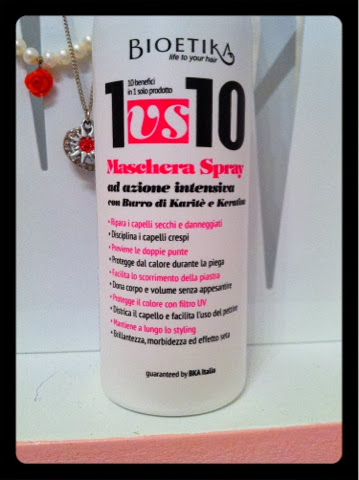 BIOETIKA
life to your hair
10 benefici
in 1 solo prodotto
1 vs 10
Maschera Spray
ad azione intensiva
con Burro di Karitè e Keratina
• Ripara i capelli secchi e danneggiati
• Disciplina i capelli crespi
• Previene le doppie punte
• Protegge dal calore durante la piega
• Facilita lo scorrimento della piastra
• Dona corpo e volume senza appesantire
• Protegge il colore con filtro UV
• Districa il capello e facilita l'uso del pettine
• Mantiene a lungo lo styling
• Brillantezza, morbidezza ed effetto seta
guaranteed by BKA Italia